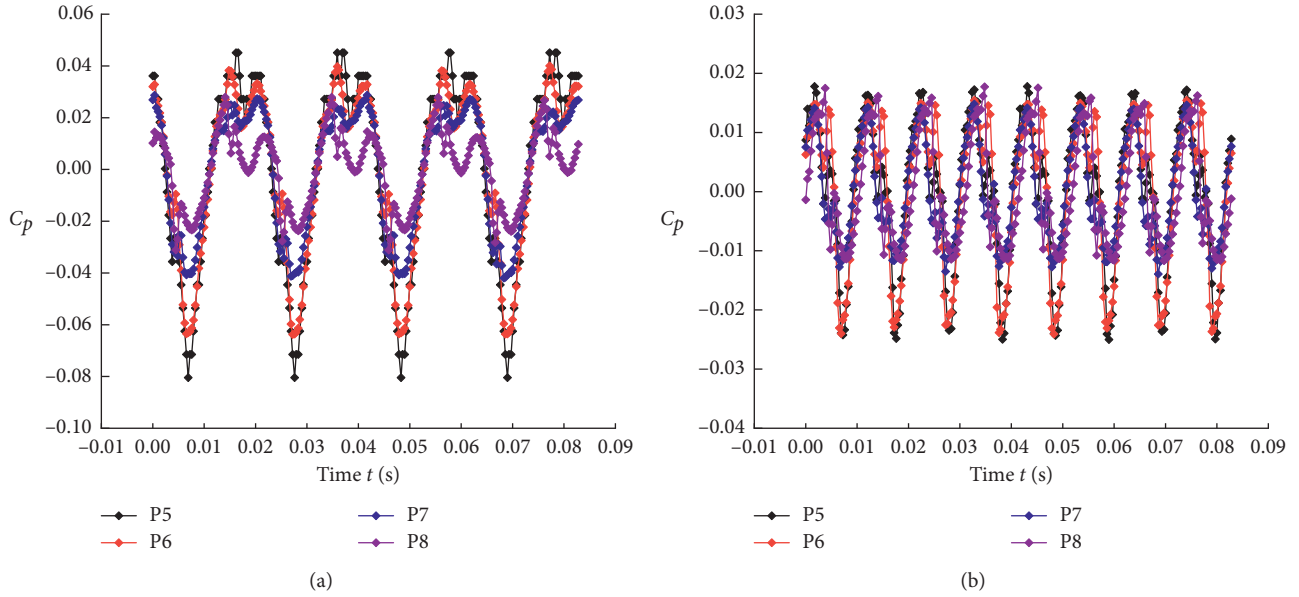 0.06
0.04
0.02
0.00
−0.02
−0.04
−0.06
−0.08
−0.10
Cp
−0.01 0.00 0.01 0.02 0.03 0.04 0.05 0.06 0.07 0.08 0.09
Time t (s)
P5 P7
P6 P8
(a)
0.03
0.02
0.01
0.00
−0.01
−0.02
−0.03
−0.04
Cp
−0.01 0.00 0.01 0.02 0.03 0.04 0.05 0.06 0.07 0.08 0.09
Time t (s)
P5 P7
P6 P8
(b)